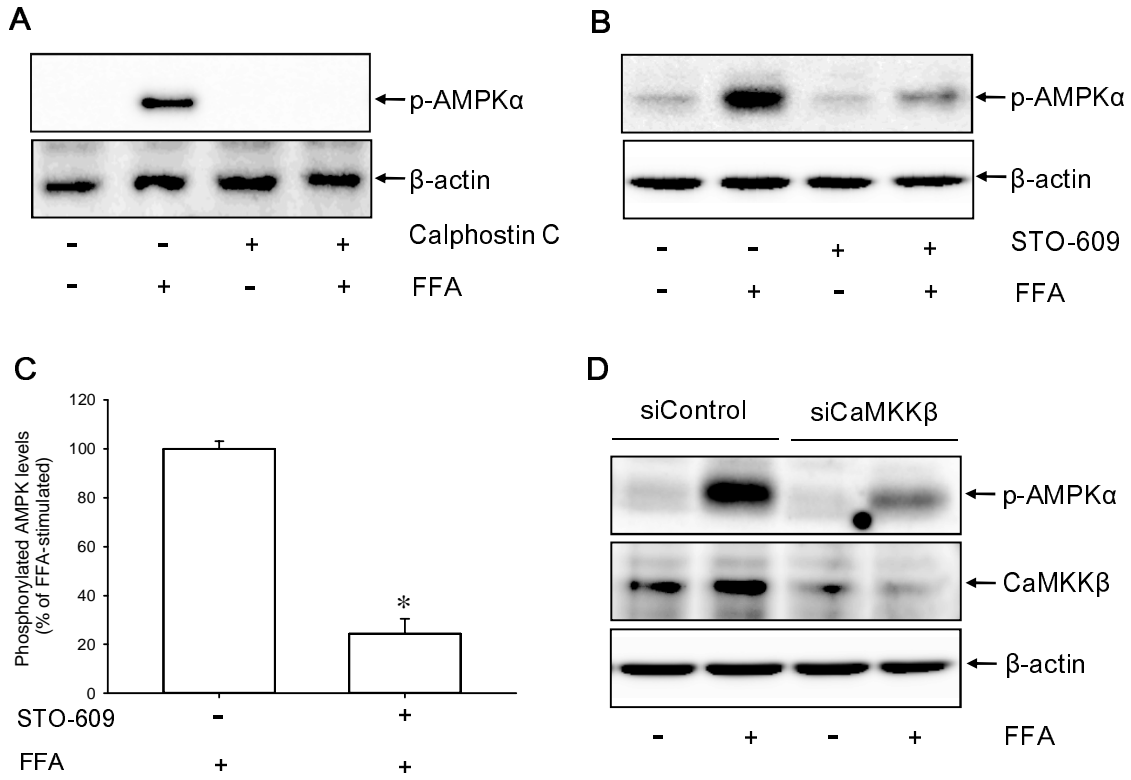 A
p-AMPKα
β-actin
- - + + Calphostin C
- + - + FFA
B
p-AMPKα
β-actin
- - + + STO-609
- + - + FFA
C
Phosphorylated AMPK levels
(% of FFA-stimulated)
120
100
80
60
40
20
0
*
STO-609 - +
FFA + +
D
siControl siCaMKKβ
p-AMPKα
CaMKKβ
β-actin
- + - + FFA